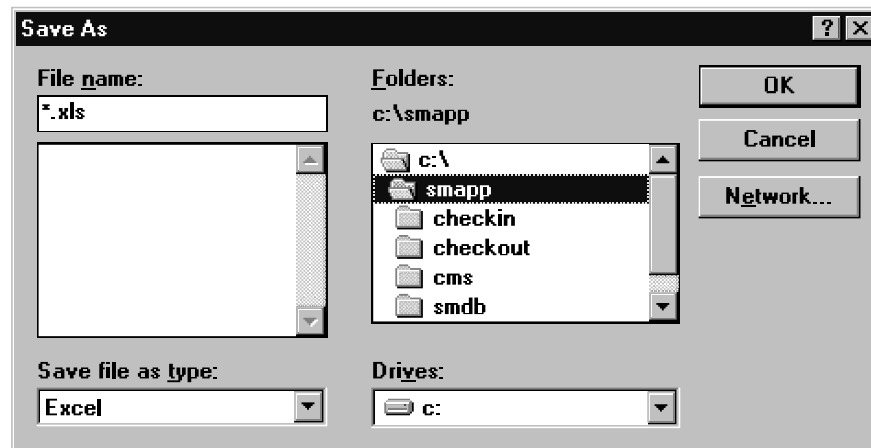 Save As
File name:
*.xls
Folders:
c:\smapp
c:\
smapp
checkin
checkout
cms
smdb
OK
Cancel
Network...
Save file as type:
Excel
Drives:
c: